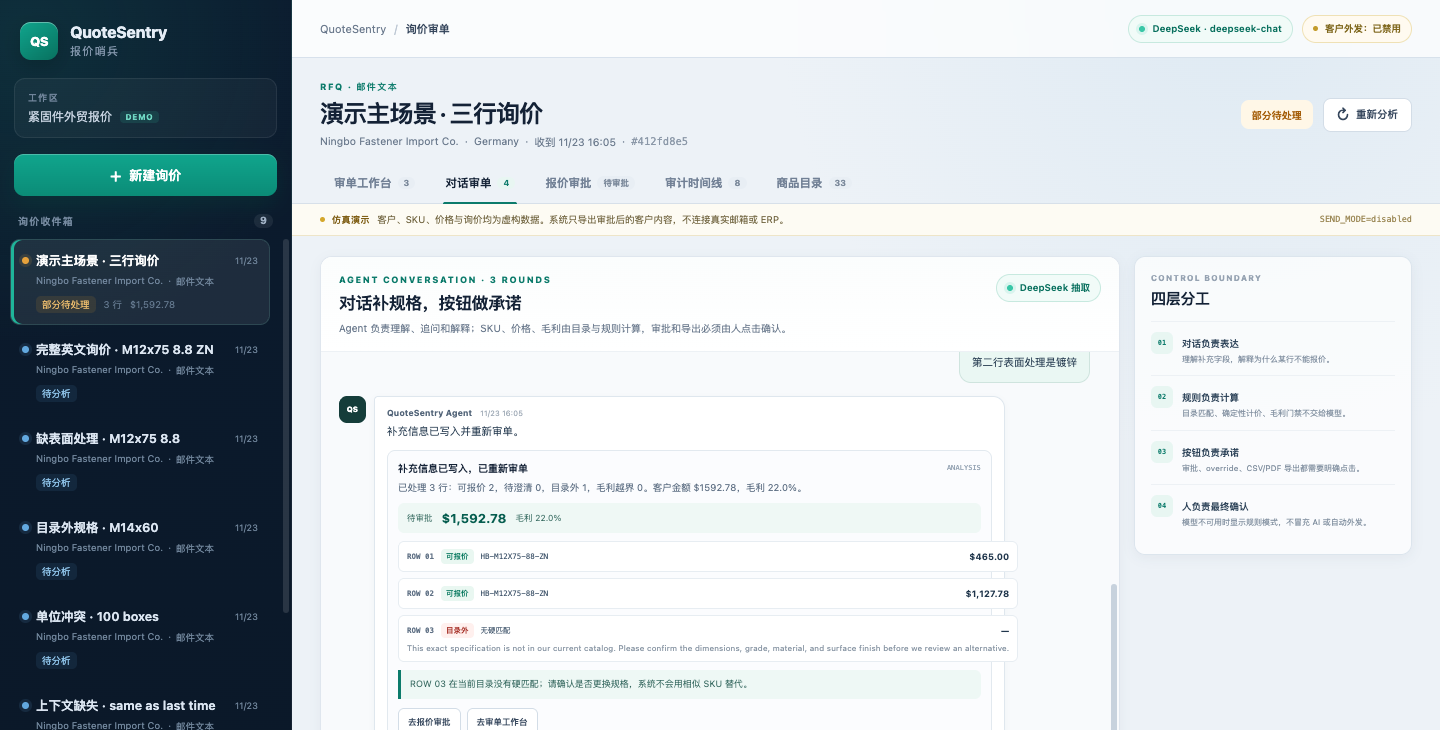 QS
QuoteSentry
报价哨兵
工作区
紧固件外贸报价 DEMO
+ 新建询价
询价收件箱 9
演示主场景 · 三行询价 11/23
Ningbo Fastener Import Co. · 邮件文本
部分待处理 3 行 $1,592.78
完整英文询价 · M12x75 8.8 ZN 11/23
Ningbo Fastener Import Co. · 邮件文本
待分析
缺表面处理 · M12x75 8.8 11/23
Ningbo Fastener Import Co. · 邮件文本
待分析
目录外规格 · M14x60 11/23
Ningbo Fastener Import Co. · 邮件文本
待分析
单位冲突 · 100 boxes 11/23
Ningbo Fastener Import Co. · 邮件文本
待分析
上下文缺失 · same as last time 11/23
Ningbo Fastener Import Co. · 邮件文本
QuoteSentry / 询价审单
DeepSeek · deepseek-chat
客户外发：已禁用
RFQ · 邮件文本
演示主场景 · 三行询价
Ningbo Fastener Import Co. · Germany · 收到 11/23 16:05 · #412fd8e5
部分待处理
重新分析
审单工作台 3
对话审单 4
报价审批 待审批
审计时间线 8
商品目录 33
仿真演示 客户、SKU、价格与询价均为虚构数据。系统只导出审批后的客户内容，不连接真实邮箱或 ERP。
SEND_MODE=disabled
AGENT CONVERSATION · 3 ROUNDS
对话补规格，按钮做承诺
Agent 负责理解、追问和解释；SKU、价格、毛利由目录与规则计算，审批和导出必须由人点击确认。
DeepSeek 抽取
第二行表面处理是镀锌
QS
QuoteSentry Agent 11/23 16:05
补充信息已写入并重新审单。
补充信息已写入，已重新审单 ANALYSIS
已处理 3 行：可报价 2，待澄清 0，目录外 1，毛利越界 0。客户金额 $1592.78，毛利 22.0%。
待审批 $1,592.78 毛利 22.0%
ROW 01 可报价 HB-M12X75-88-ZN $465.00
ROW 02 可报价 HB-M12X75-88-ZN $1,127.78
ROW 03 目录外 无硬匹配 —
This exact specification is not in our current catalog. Please confirm the dimensions, grade, material, and surface finish before we review an alternative.
ROW 03 在当前目录没有硬匹配；请确认是否更换规格，系统不会用相似 SKU 替代。
去报价审批
去审单工作台
CONTROL BOUNDARY
四层分工
01 对话负责表达
理解补充字段，解释为什么某行不能报价。
02 规则负责计算
目录匹配、确定性计价、毛利门禁不交给模型。
03 按钮负责承诺
审批、override、CSV/PDF 导出都需要明确点击。
04 人负责最终确认
模型不可用时显示规则模式，不冒充 AI 或自动外发。